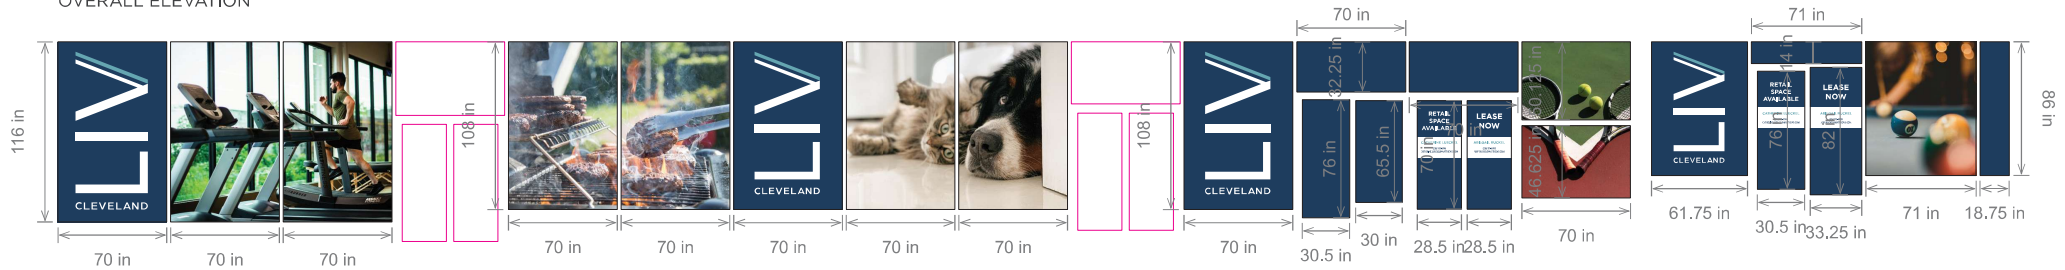 OVERALL ELEVATION
70 in
71 in
116 in
LIV
CLEVELAND
108 in
LIV
CLEVELAND
108 in
LIV
CLEVELAND
32.25 in
76 in
65.5 in
RETAIL
SPACE
AVAILABLE
LEASE
NOW
70 in
60.125 in
46.625 in
LIV
CLEVELAND
14 in
RETAIL
SPACE
AVAILABLE
LEASE
NOW
76
82
86 in
70 in
70 in
70 in
70 in
70 in
70 in
70 in
70 in
70 in
30.5 in
30 in
28.5 in
28.5 in
70 in
61.75 in
30.5 in
33.25 in
71 in
18.75 in